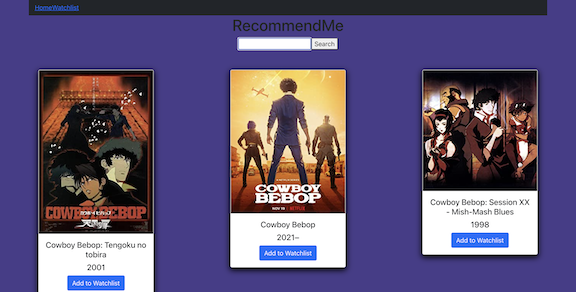 HomeWatchlist
RecommendMe
Search
COWBOY BEBOP
Cowboy Bebop: Tengoku no
tobira
2001
Add to Watchlist
COWBOY
BEBOP
NOV 19
NETFLIX
Cowboy Bebop
2021–
Add to Watchlist
Cowboy Bebop: Session XX
- Mish-Mash Blues
1998
Add to Watchlist